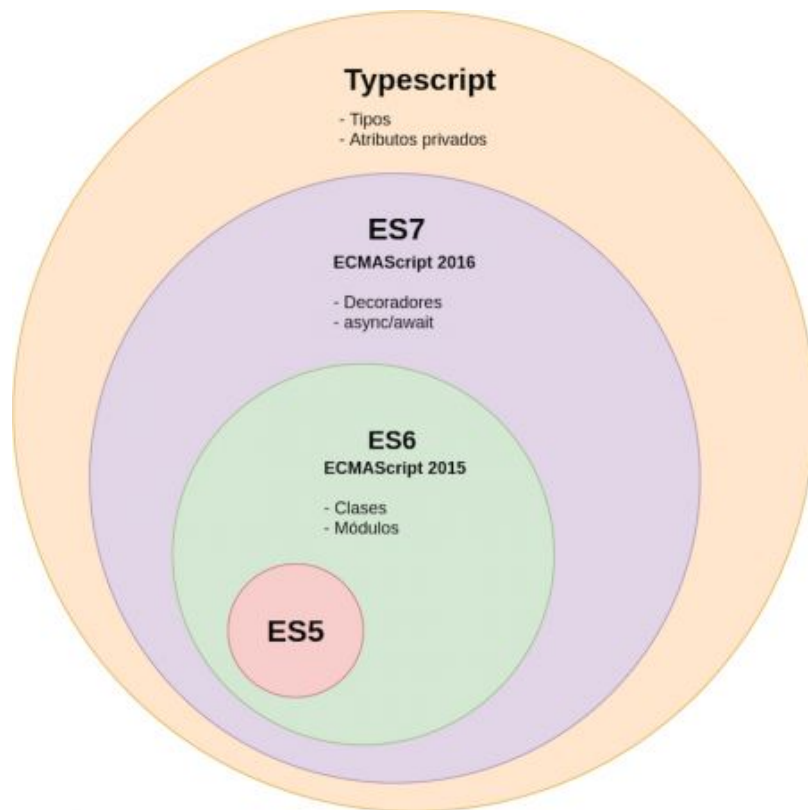 Typescript
- Tipos
- Atributos privados
ES7
ECMAScript 2016
- Decoradores
- async/await
ES6
ECMAScript 2015
- Clases
- Módulos
ES5